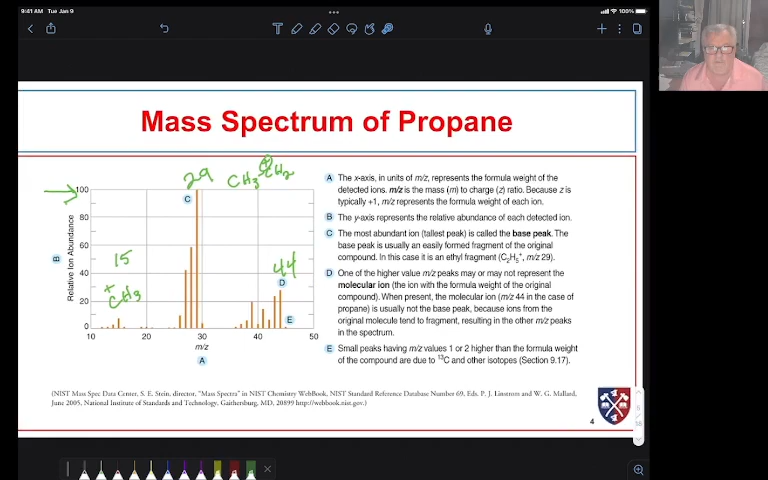 9:41 AM Tue Jan 9
100%
Mass Spectrum of Propane
29
CH3 CH2
15
+
CH3
44
B
Relative Ion Abundance
100
80
60
40
20
0
C
D
E
10 20 30 40 50
m/z
A
A The x-axis, in units of m/z, represents the formula weight of the
detected ions. m/z is the mass (m) to charge (z) ratio. Because z is
typically +1, m/z represents the formula weight of each ion.
B The y-axis represents the relative abundance of each detected ion.
C The most abundant ion (tallest peak) is called the base peak. The
base peak is usually an easily formed fragment of the original
compound. In this case it is an ethyl fragment (C2H5+, m/z 29).
D One of the higher value m/z peaks may or may not represent the
molecular ion (the ion with the formula weight of the original
compound). When present, the molecular ion (m/z 44 in the case of
propane) is usually not the base peak, because ions from the
original molecule tend to fragment, resulting in the other m/z peaks
in the spectrum.
E Small peaks having m/z values 1 or 2 higher than the formula weight
of the compound are due to 13C and other isotopes (Section 9.17).
(NIST Mass Spec Data Center, S. E. Stein, director, "Mass Spectra" in NIST Chemistry WebBook, NIST Standard Reference Database Number 69, Eds. P. J. Linstrom and W. G. Mallard,
June 2005, National Institute of Standards and Technology, Gaithersburg, MD, 20899 http://webbook.nist.gov.)
4